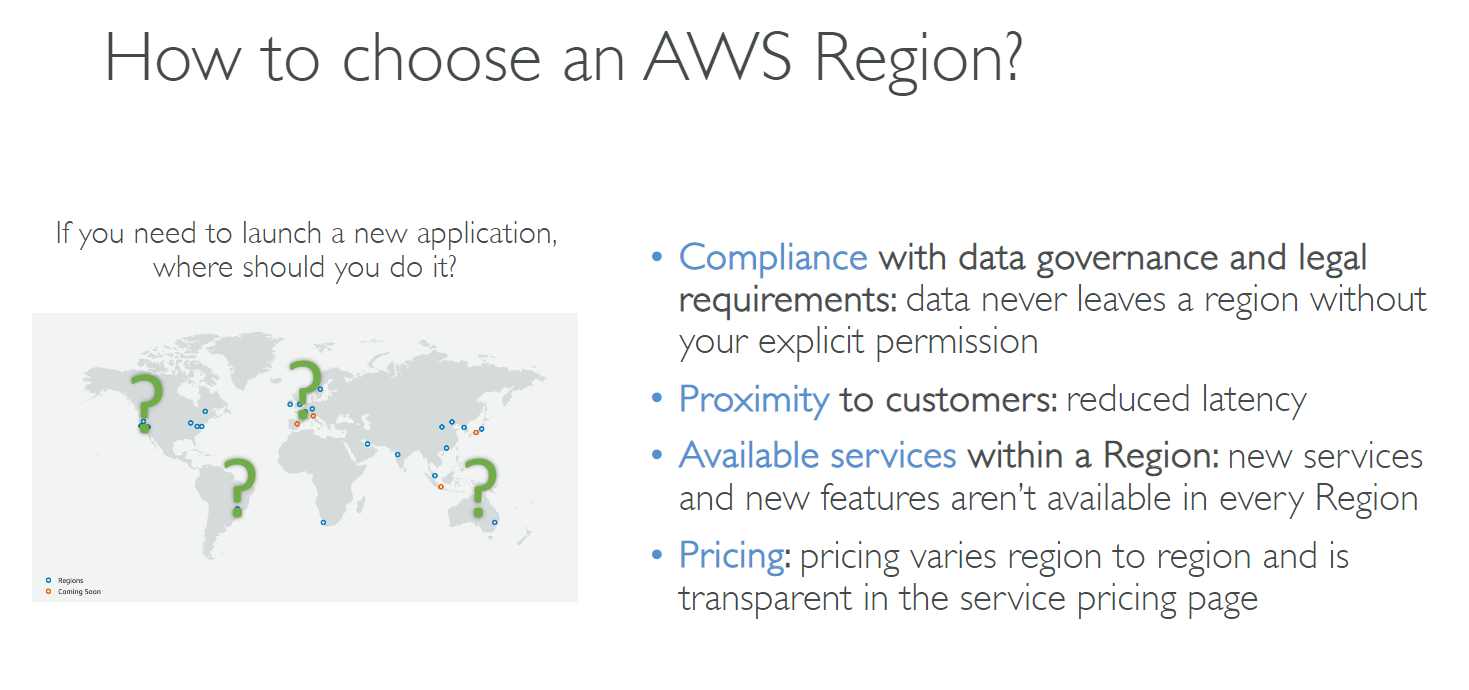 How to choose an AWS Region?
If you need to launch a new application,
where should you do it?
? ? ? ?
Regions
Coming Soon
• Compliance with data governance and legal
requirements: data never leaves a region without
your explicit permission
• Proximity to customers: reduced latency
• Available services within a Region: new services
and new features aren’t available in every Region
• Pricing: pricing varies region to region and is
transparent in the service pricing page